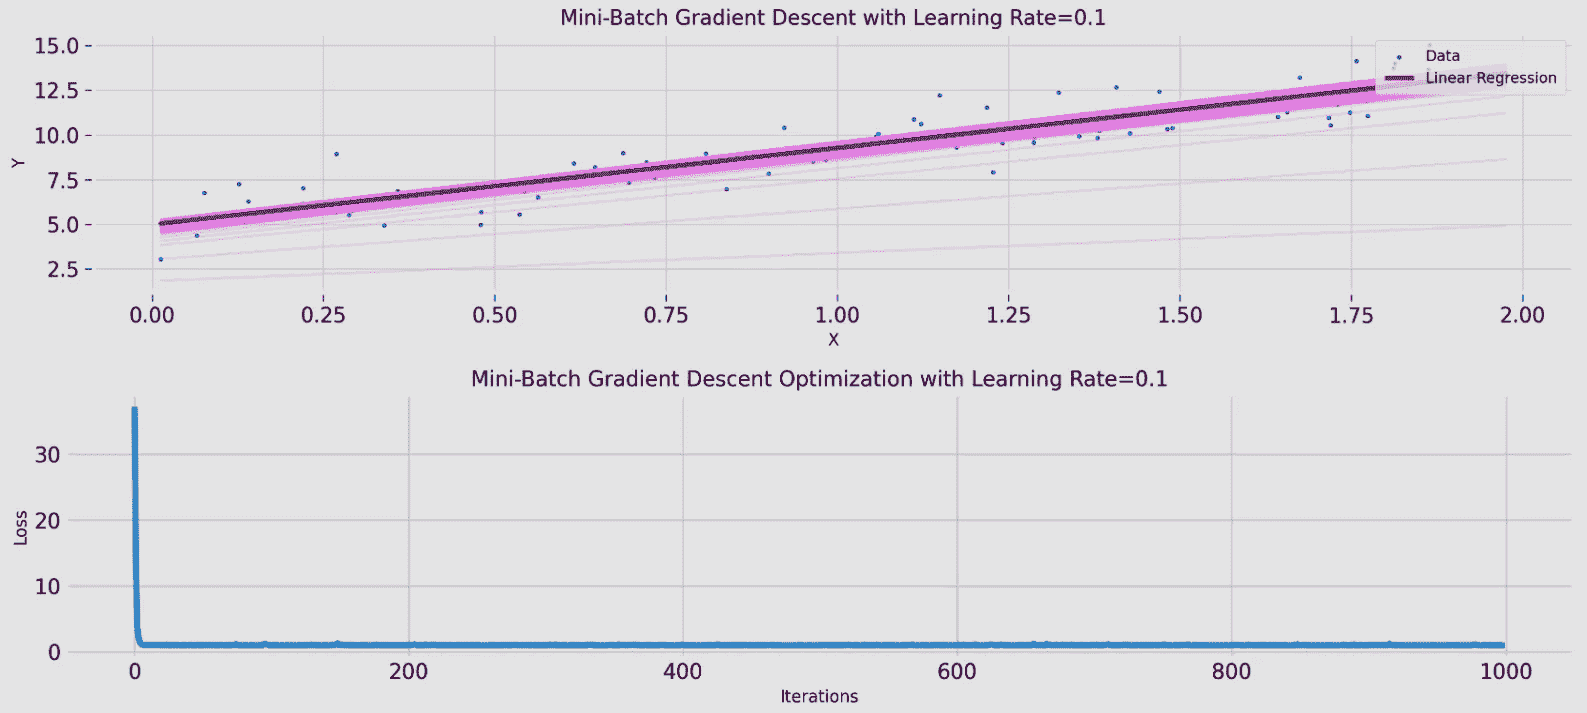 Mini-Batch Gradient Descent with Learning Rate=0.1
15.0
12.5
10.0
7.5
5.0
2.5
Y
Data
Linear Regression
0.00 0.25 0.50 0.75 1.00 1.25 1.50 1.75 2.00
X
Mini-Batch Gradient Descent Optimization with Learning Rate=0.1
30
20
10
0
Loss
0 200 400 600 800 1000
Iterations